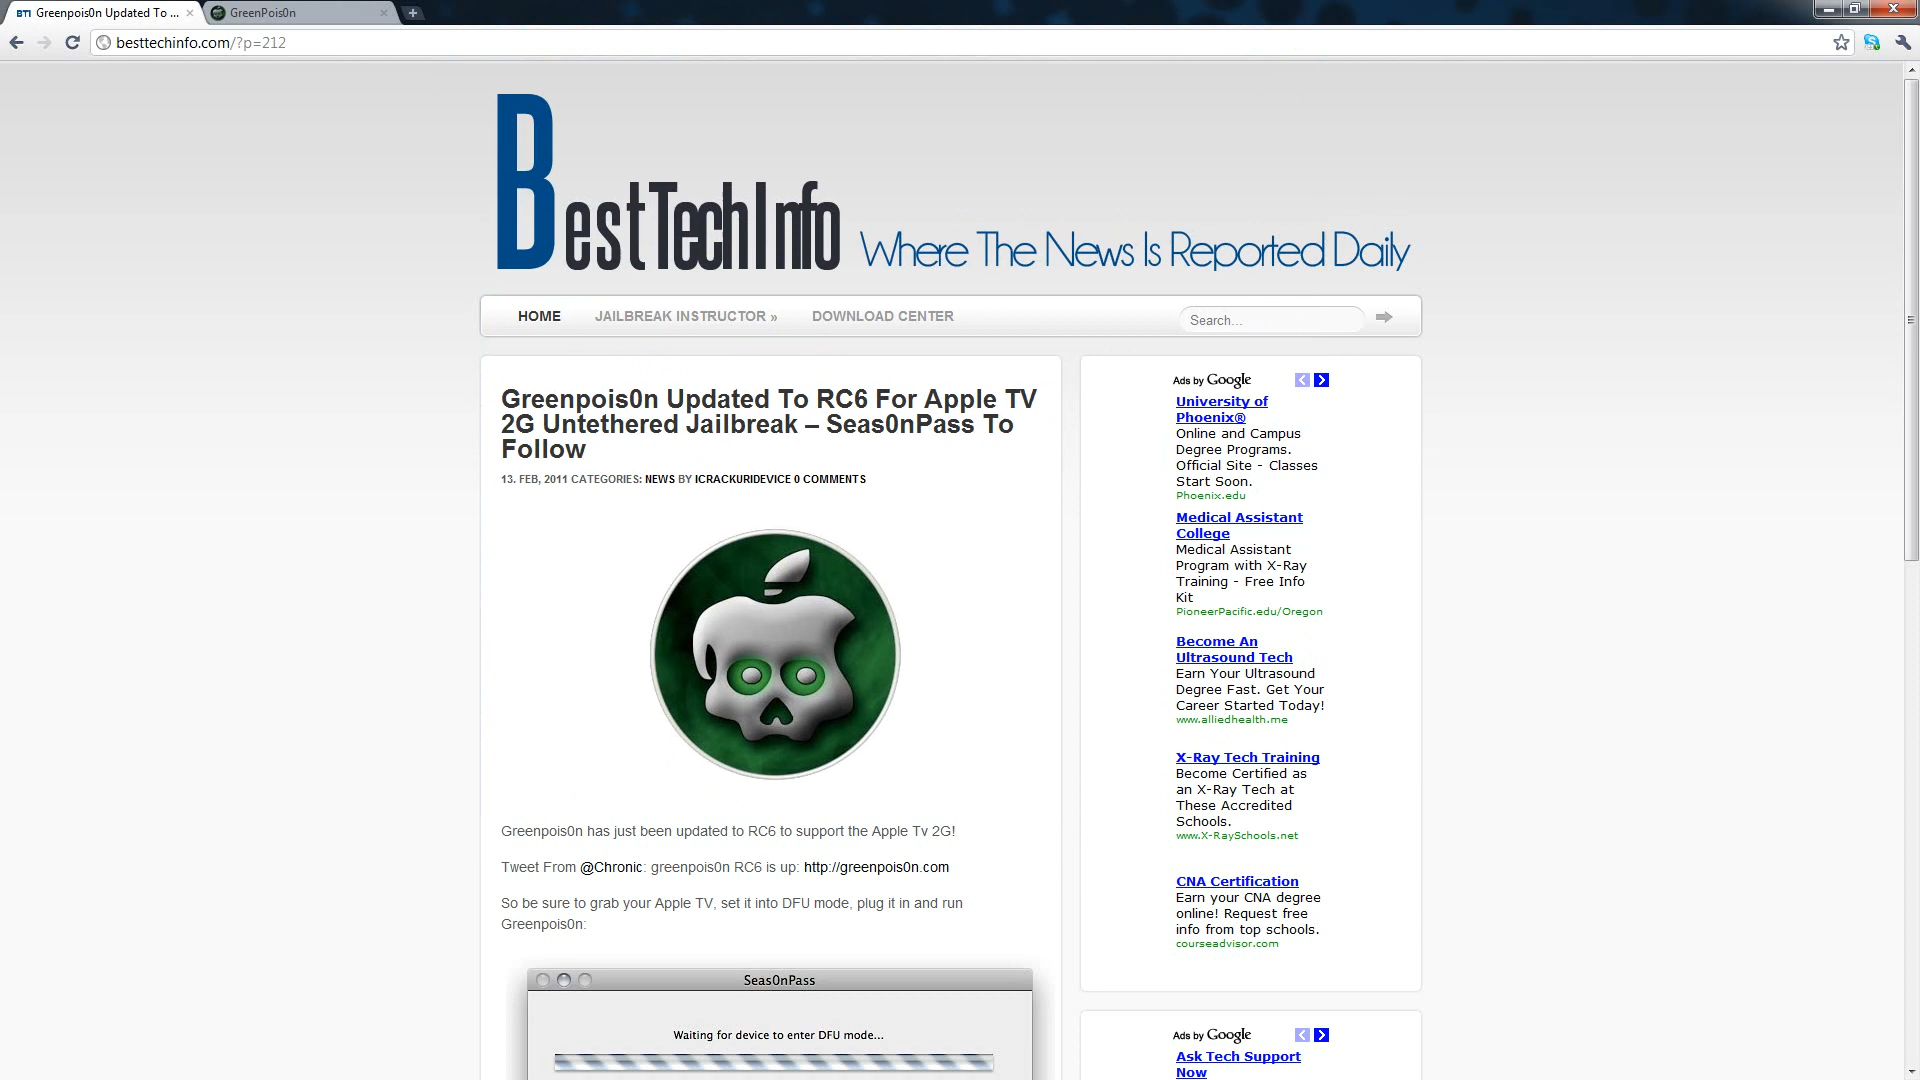 BTI Greenpois0n Updated To ...
GreenPois0n
besttechinfo.com/?p=212
BestTechInfo Where The News Is Reported Daily
HOME JAILBREAK INSTRUCTOR » DOWNLOAD CENTER Search...
Greenpois0n Updated To RC6 For Apple TV
2G Untethered Jailbreak – Seas0nPass To
Follow
13. FEB, 2011 CATEGORIES: NEWS BY ICRACKURIDEVICE 0 COMMENTS
Greenpois0n has just been updated to RC6 to support the Apple Tv 2G!
Tweet From @Chronic: greenpois0n RC6 is up: http://greenpois0n.com
So be sure to grab your Apple TV, set it into DFU mode, plug it in and run
Greenpois0n:
Seas0nPass
Waiting for device to enter DFU mode...
Ads by Google
University of
Phoenix®
Online and Campus
Degree Programs.
Official Site - Classes
Start Soon.
Phoenix.edu
Medical Assistant
College
Medical Assistant
Program with X-Ray
Training - Free Info
Kit
PioneerPacific.edu/Oregon
Become An
Ultrasound Tech
Earn Your Ultrasound
Degree Fast. Get Your
Career Started Today!
www.alliedhealth.me
X-Ray Tech Training
Become Certified as
an X-Ray Tech at
These Accredited
Schools.
www.X-RaySchools.net
CNA Certification
Earn your CNA degree
online! Request free
info from top schools.
courseadvisor.com
Ads by Google
Ask Tech Support
Now